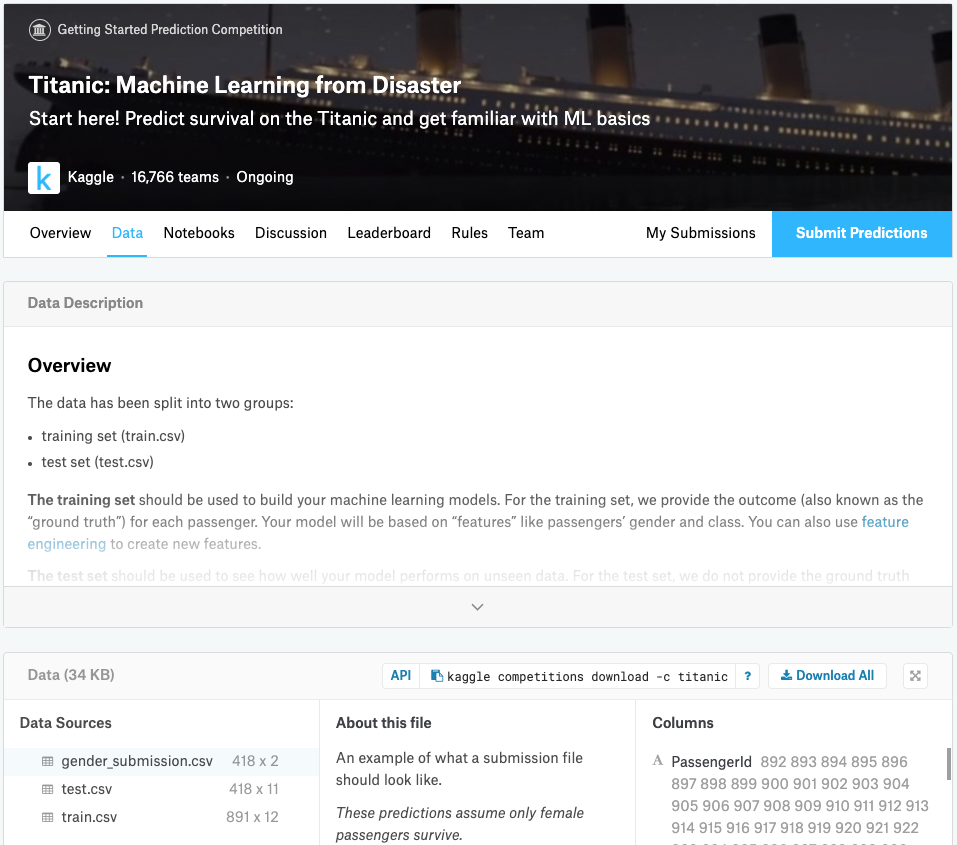 Getting Started Prediction Competition
Titanic: Machine Learning from Disaster
Start here! Predict survival on the Titanic and get familiar with ML basics
k Kaggle · 16,766 teams · Ongoing
Overview Data Notebooks Discussion Leaderboard Rules Team My Submissions Submit Predictions
Data Description
Overview
The data has been split into two groups:
• training set (train.csv)
• test set (test.csv)
The training set should be used to build your machine learning models. For the training set, we provide the outcome (also known as the
“ground truth”) for each passenger. Your model will be based on “features” like passengers’ gender and class. You can also use feature
engineering to create new features.
The test set should be used to see how well your model performs on unseen data. For the test set, we do not provide the ground truth
Data (34 KB) API kaggle competitions download -c titanic ? Download All
Data Sources
gender_submission.csv 418 x 2
test.csv 418 x 11
train.csv 891 x 12
About this file
An example of what a submission file
should look like.
These predictions assume only female
passengers survive.
Columns
A PassengerId 892 893 894 895 896
897 898 899 900 901 902 903 904
905 906 907 908 909 910 911 912 913
914 915 916 917 918 919 920 921 922